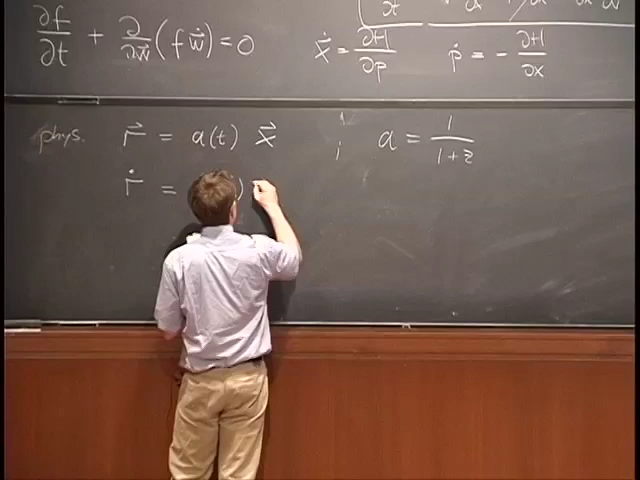 ∂f/∂t + ∂/∂w⃗ (f ẇ⃗) = 0
ẋ = ∂H/∂p    ṗ = − ∂H/∂x
phys. r⃗ = a(t) x⃗    ; a = 1/(1+z)
ṙ =